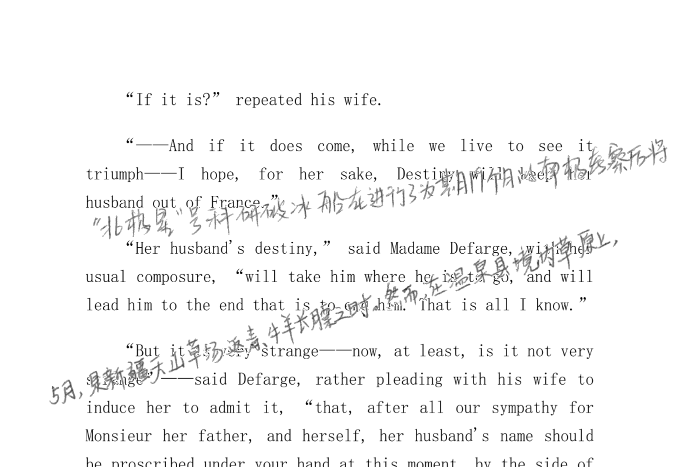 “If it is?” repeated his wife.
“——And if it does come, while we live to see it
triumph——I hope, for her sake, Destiny will keep her
husband out of France.”
“北极星”号科研破冰船在进行了为期1个月的南极考察后将
“Her husband's destiny,” said Madame Defarge, with her
usual composure, “will take him where he is to go, and will
lead him to the end that is to end him. That is all I know.”
5月,是新疆天山草场返青、牛羊长膘之时。然而,在温泉县境内草原上,
“But it is very strange——now, at least, is it not very
strange”——said Defarge, rather pleading with his wife to
induce her to admit it, “that, after all our sympathy for
Monsieur her father, and herself, her husband's name should
be proscribed under your hand at this moment, by the side of